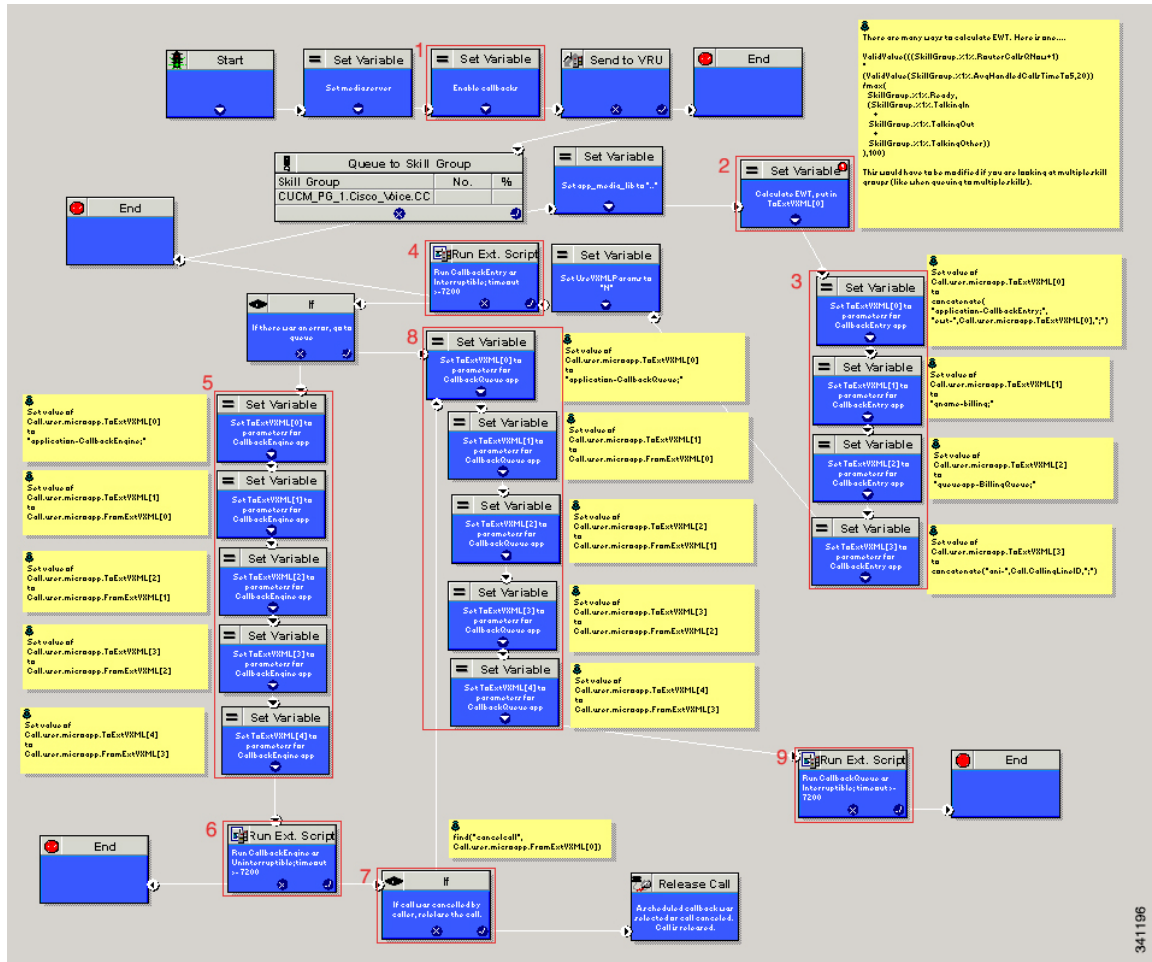 Start
Set Variable
Set mediaserver
1
Set Variable
Enable callbacks
Send to VRU
End
There are many ways to calculate EWT. Here is one....
ValidValue(((SkillGroup.%1%.RouterCallsQNow+1)
*
(ValidValue(SkillGroup.%1%.AvgHandledCallsTimeTo5,20))
/max(
SkillGroup.%1%.Ready,
(SkillGroup.%1%.TalkingIn
+
SkillGroup.%1%.TalkingOut
+
SkillGroup.%1%.TalkingOther))
),100)
This would have to be modified if you are looking at multiple skill
groups (like when queuing to multiple skills).
Queue to Skill Group
Skill Group No. %
CUCM_PG_1.Cisco_Voice.CC
Set Variable
Set app_media_lib to ".."
2
Set Variable
Calculate EWT, put in
ToExtVXML[0]
End
4
Run Ext. Script
Run CallbackEntry as
Interruptible; timeout
>=7200
Set Variable
Set UseVXMLParams to
"N"
If
If there was an error, go to
queue
3
Set Variable
Set ToExtVXML[0] to
parameters for
CallbackEntry app
Set value of
Call.user.microapp.ToExtVXML[0]
to
concatenate(
"application=CallbackEntry;",
"ewt=",Call.user.microapp.ToExtVXML[0],";")
Set Variable
Set ToExtVXML[1] to
parameters for
CallbackEntry app
Set value of
Call.user.microapp.ToExtVXML[1]
to
"qname=billing;"
Set Variable
Set ToExtVXML[2] to
parameters for
CallbackEntry app
Set value of
Call.user.microapp.ToExtVXML[2]
to
"queueapp=BillingQueue;"
Set Variable
Set ToExtVXML[3] to
parameters for
CallbackEntry app
Set value of
Call.user.microapp.ToExtVXML[3]
to
concatenate("ani=",Call.CallingLineID,";")
8
Set Variable
Set ToExtVXML[0] to
parameters for
CallbackQueue app
Set value of
Call.user.microapp.ToExtVXML[0]
to
"application=CallbackQueue;"
Set Variable
Set ToExtVXML[1] to
parameters for
CallbackQueue app
Set value of
Call.user.microapp.ToExtVXML[1]
to
Call.user.microapp.FromExtVXML[0]
Set Variable
Set ToExtVXML[2] to
parameters for
CallbackQueue app
Set value of
Call.user.microapp.ToExtVXML[2]
to
Call.user.microapp.FromExtVXML[1]
Set Variable
Set ToExtVXML[3] to
parameters for
CallbackQueue app
Set value of
Call.user.microapp.ToExtVXML[3]
to
Call.user.microapp.FromExtVXML[2]
Set Variable
Set ToExtVXML[4] to
parameters for
CallbackQueue app
Set value of
Call.user.microapp.ToExtVXML[4]
to
Call.user.microapp.FromExtVXML[3]
5
Set value of
Call.user.microapp.ToExtVXML[0]
to
"application=CallbackEngine;"
Set Variable
Set ToExtVXML[0] to
parameters for
CallbackEngine app
Set value of
Call.user.microapp.ToExtVXML[1]
to
Call.user.microapp.FromExtVXML[0]
Set Variable
Set ToExtVXML[1] to
parameters for
CallbackEngine app
Set value of
Call.user.microapp.ToExtVXML[2]
to
Call.user.microapp.FromExtVXML[1]
Set Variable
Set ToExtVXML[2] to
parameters for
CallbackEngine app
Set value of
Call.user.microapp.ToExtVXML[3]
to
Call.user.microapp.FromExtVXML[2]
Set Variable
Set ToExtVXML[3] to
parameters for
CallbackEngine app
Set value of
Call.user.microapp.ToExtVXML[4]
to
Call.user.microapp.FromExtVXML[3]
Set Variable
Set ToExtVXML[4] to
parameters for
CallbackEngine app
9
Run Ext. Script
Run CallbackQueue as
Interruptible; timeout >=
7200
End
End
6
Run Ext. Script
Run CallbackEngine as
Uninterruptible; timeout
>=7200
find("cancelcall",
Call.user.microapp.FromExtVXML[0])
7
If
If call was cancelled by
caller, relelare the call.
Release Call
A scheduled callback was
selected or call canceled.
Call is released.
341196